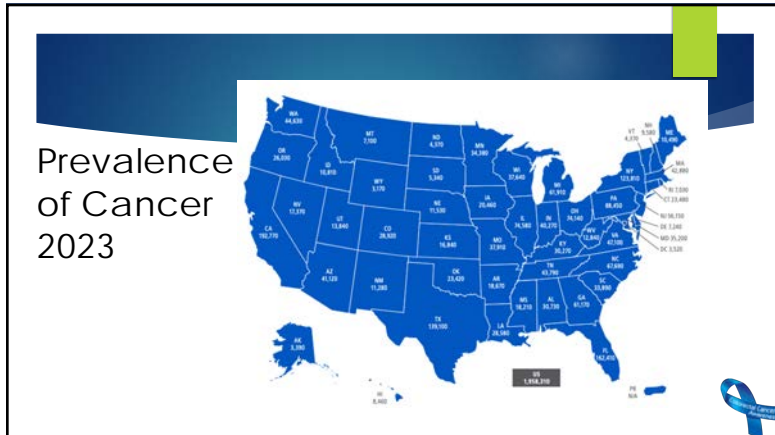 Prevalence
of Cancer
2023
WA
44,630
MT
7,100
ND
4,370
MN
34,380
VT
4,370
NH
9,580
ME
10,490
OR
26,030
ID
10,810
SD
5,340
WI
37,640
MI
61,910
NY
123,810
MA
42,880
WY
3,170
RI 7,030
CT 23,480
NV
17,370
NE
11,530
IA
20,460
PA
88,450
NJ 56,150
UT
13,840
CO
28,920
IL
74,580
IN
40,270
OH
74,140
DE 7,240
MD 35,200
DC 3,520
CA
192,770
KS
16,840
MO
37,910
KY
30,270
WV
12,840
VA
47,100
AZ
41,120
NM
11,280
OK
23,420
AR
18,670
TN
43,790
NC
67,690
SC
33,890
TX
139,100
LA
28,580
MS
18,210
AL
30,730
GA
61,170
AK
3,390
HI
8,460
FL
162,410
US
1,958,310
PR
N/A
Colorectal Cancer
Awareness